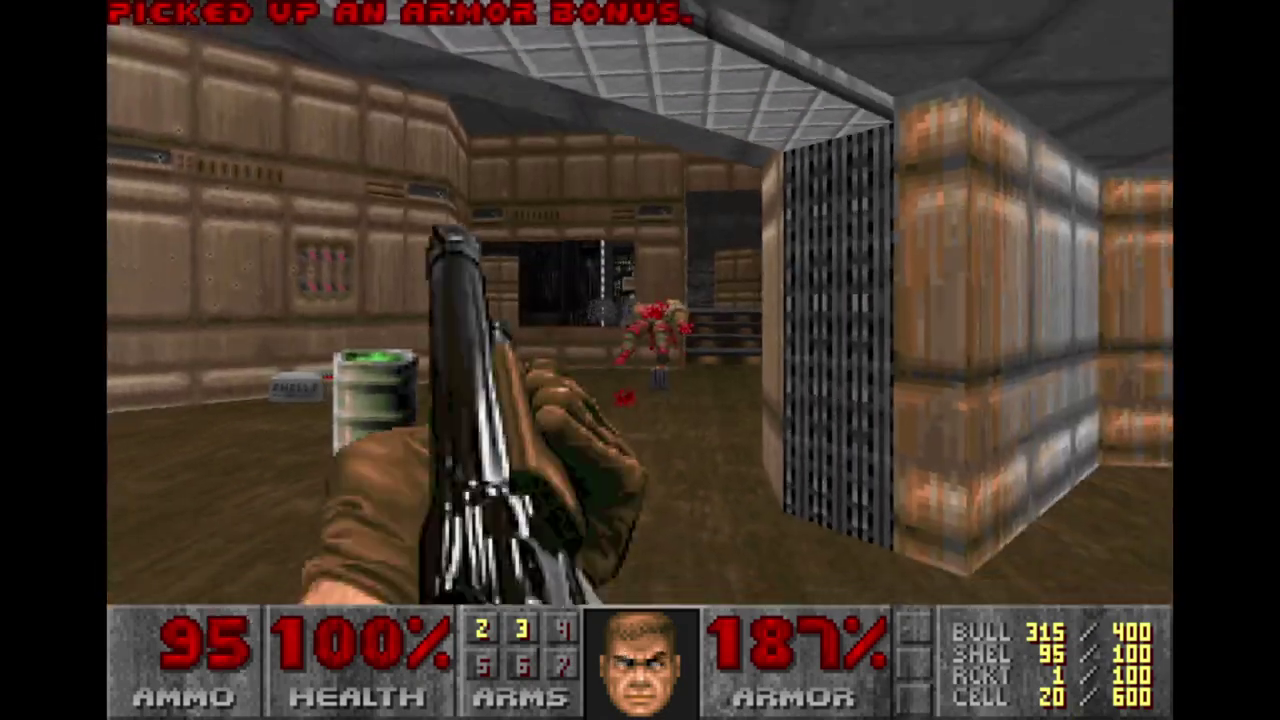 PICKED UP AN ARMOR BONUS.
SHELLS
95 100% 2 3 4 187% BULL 315 / 400
5 6 7 SHEL 95 / 100
RCKT 1 / 100
AMMO HEALTH ARMS ARMOR CELL 20 / 600